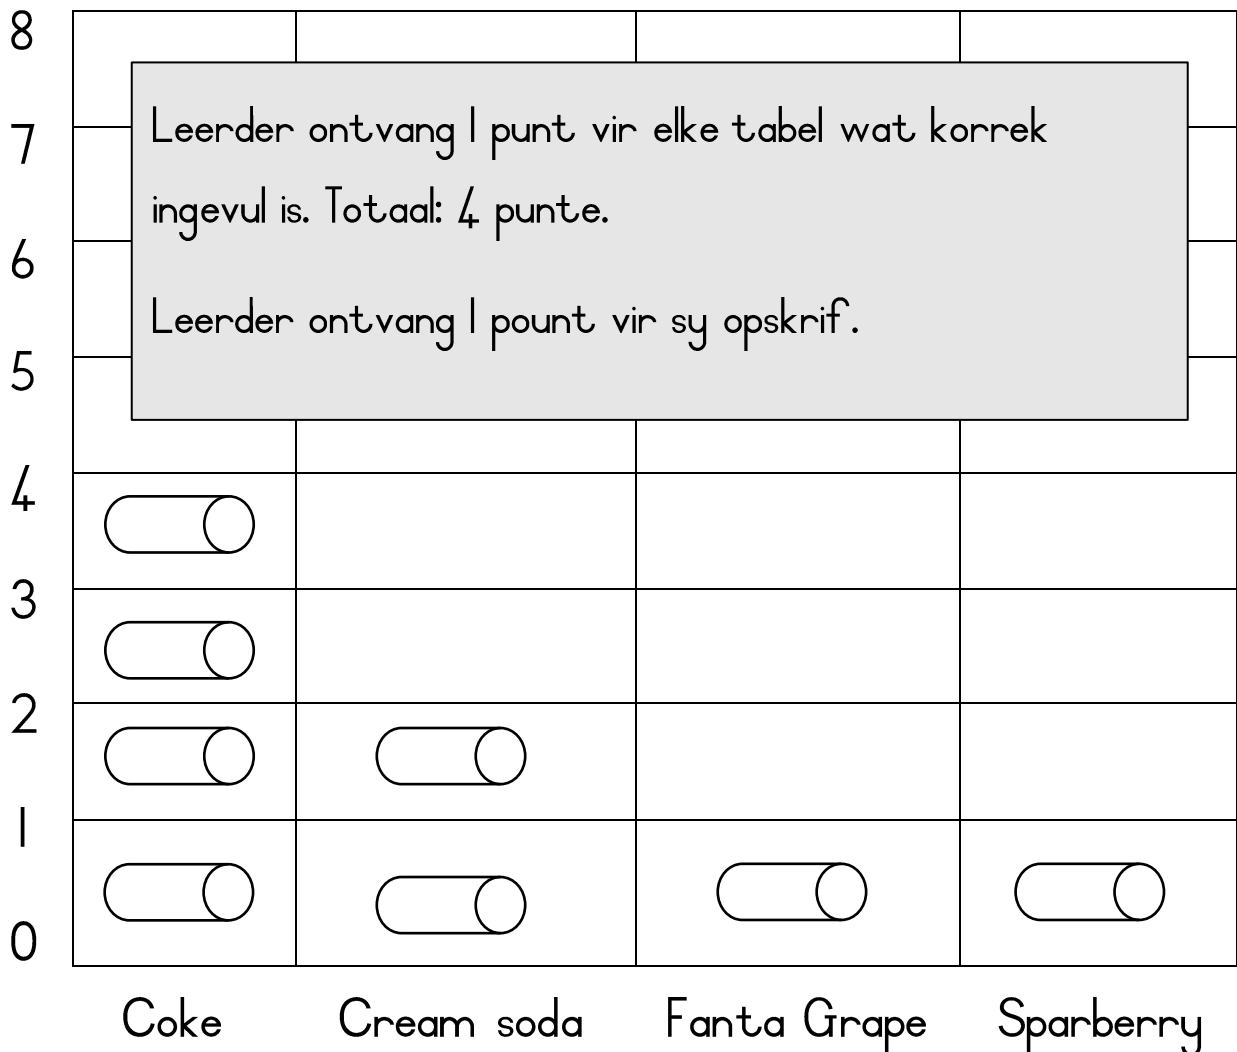 8
Leerder ontvang 1 punt vir elke tabel wat korrek
7
ingevul is. Totaal: 4 punte.
6
Leerder ontvang 1 pount vir sy opskrif.
5
4
3
2
1
0
Coke Cream soda Fanta Grape Sparberry